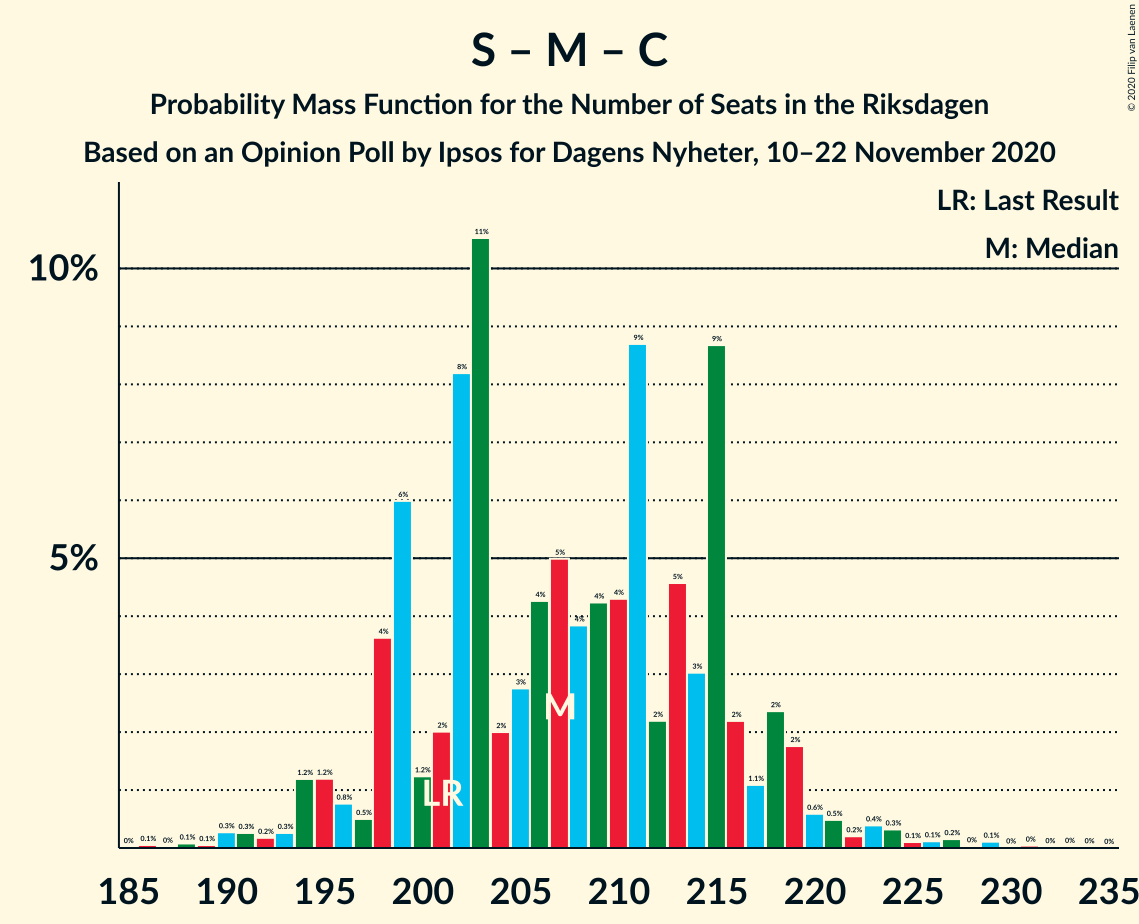 S – M – C
Probability Mass Function for the Number of Seats in the Riksdagen
Based on an Opinion Poll by Ipsos for Dagens Nyheter, 10–22 November 2020
© 2020 Filip van Laenen
LR: Last Result
M: Median
10%
5%
0% 0.1% 0% 0.1% 0.1% 0.3% 0.3% 0.2% 0.3% 1.2% 1.2% 0.8% 0.5% 4% 6% 1.2% 2% 8% 11% 2% 3% 4% 5% 4% 4% 4% 9% 2% 5% 3% 9% 2% 1.1% 2% 2% 0.6% 0.5% 0.2% 0.4% 0.3% 0.1% 0.1% 0.2% 0% 0.1% 0% 0.1% 0% 0% 0% 0%
LR
M
185 190 195 200 205 210 215 220 225 230 235